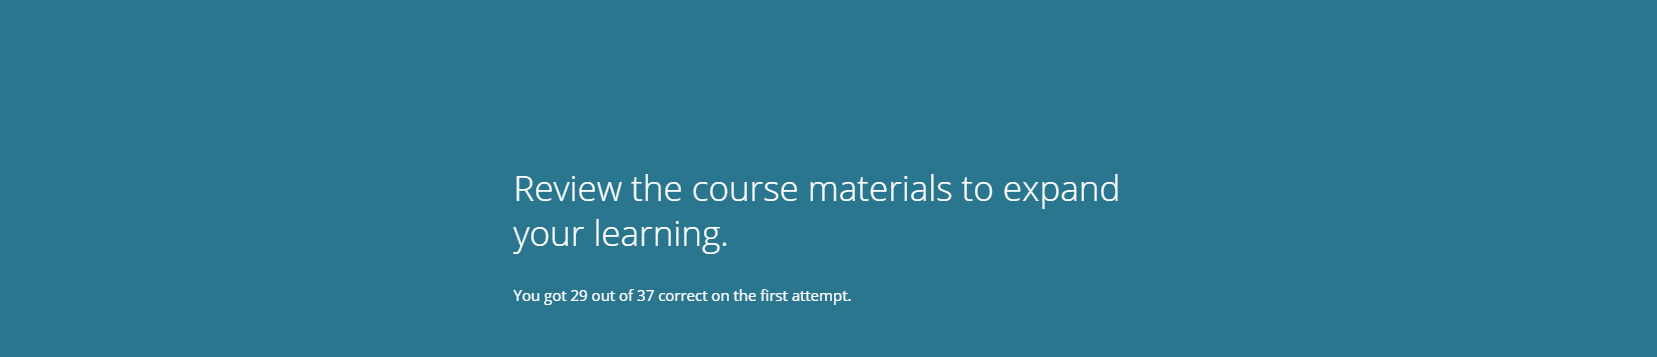 Review the course materials to expand
your learning.
You got 29 out of 37 correct on the first attempt.